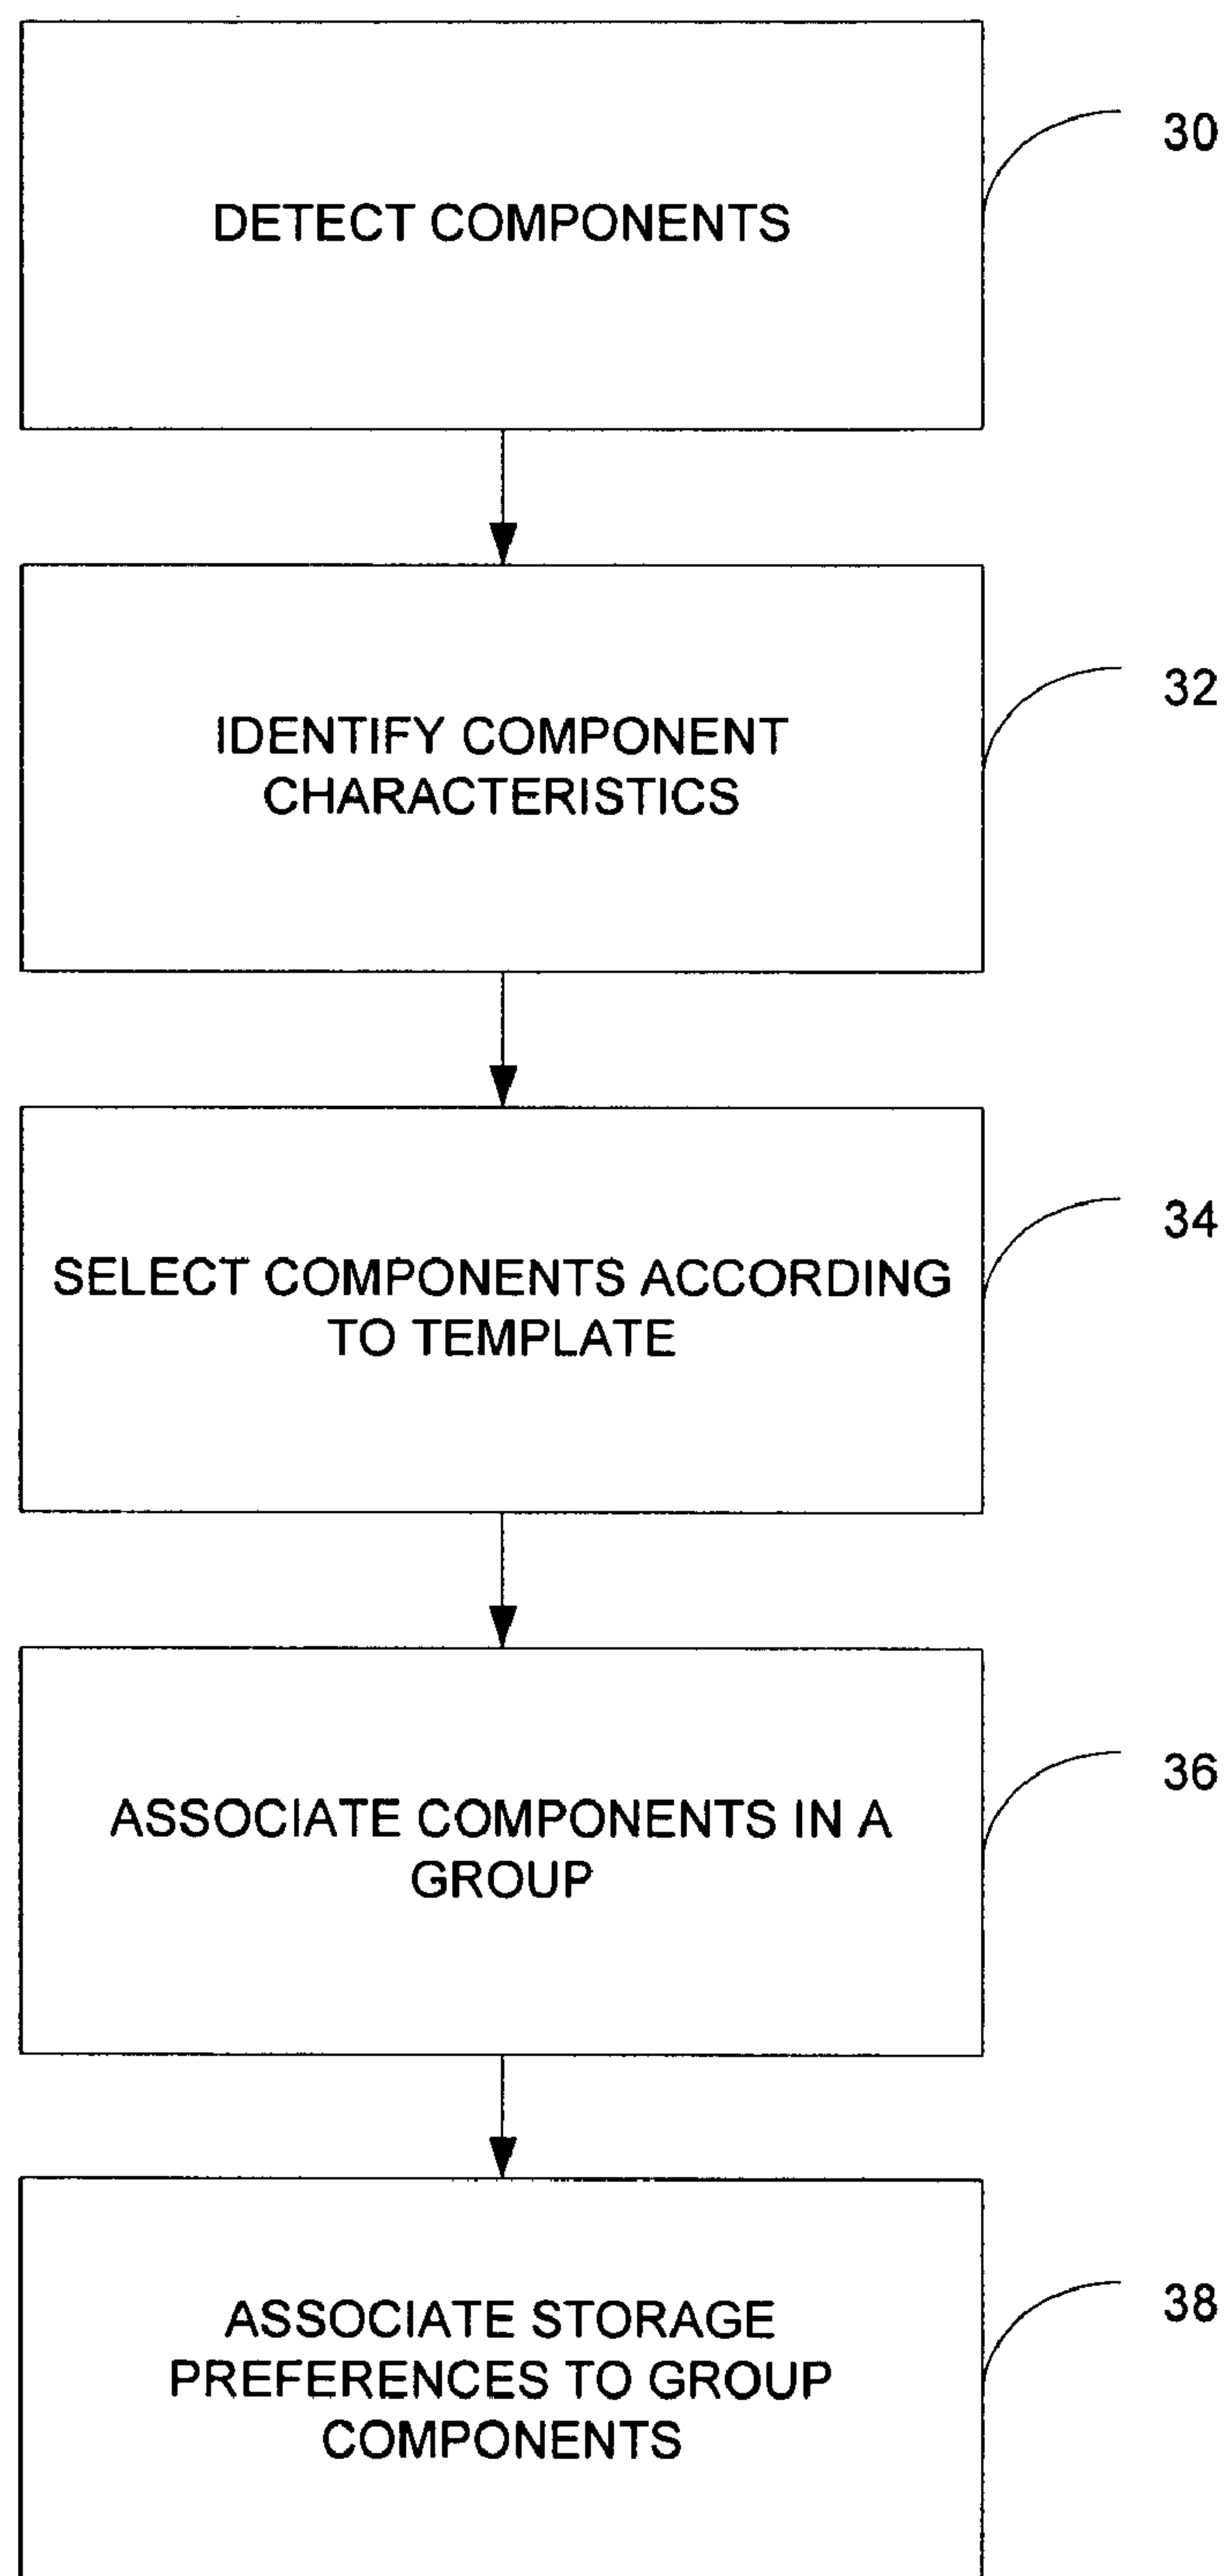 DETECT COMPONENTS
30
IDENTIFY COMPONENT
CHARACTERISTICS
32
SELECT COMPONENTS ACCORDING
TO TEMPLATE
34
ASSOCIATE COMPONENTS IN A
GROUP
36
ASSOCIATE STORAGE
PREFERENCES TO GROUP
COMPONENTS
38